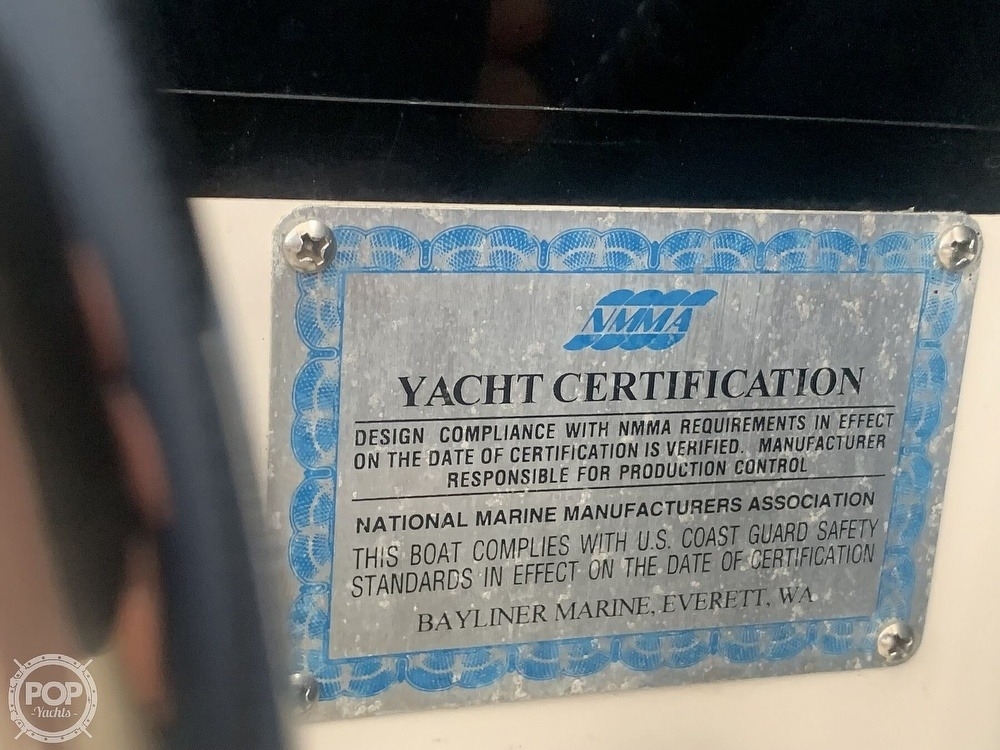 NMMA
YACHT CERTIFICATION
DESIGN COMPLIANCE WITH NMMA REQUIREMENTS IN EFFECT
ON THE DATE OF CERTIFICATION IS VERIFIED. MANUFACTURER
RESPONSIBLE FOR PRODUCTION CONTROL
NATIONAL MARINE MANUFACTURERS ASSOCIATION
THIS BOAT COMPLIES WITH U.S. COAST GUARD SAFETY
STANDARDS IN EFFECT ON THE DATE OF CERTIFICATION
BAYLINER MARINE, EVERETT, WA
POP
-Yachts-